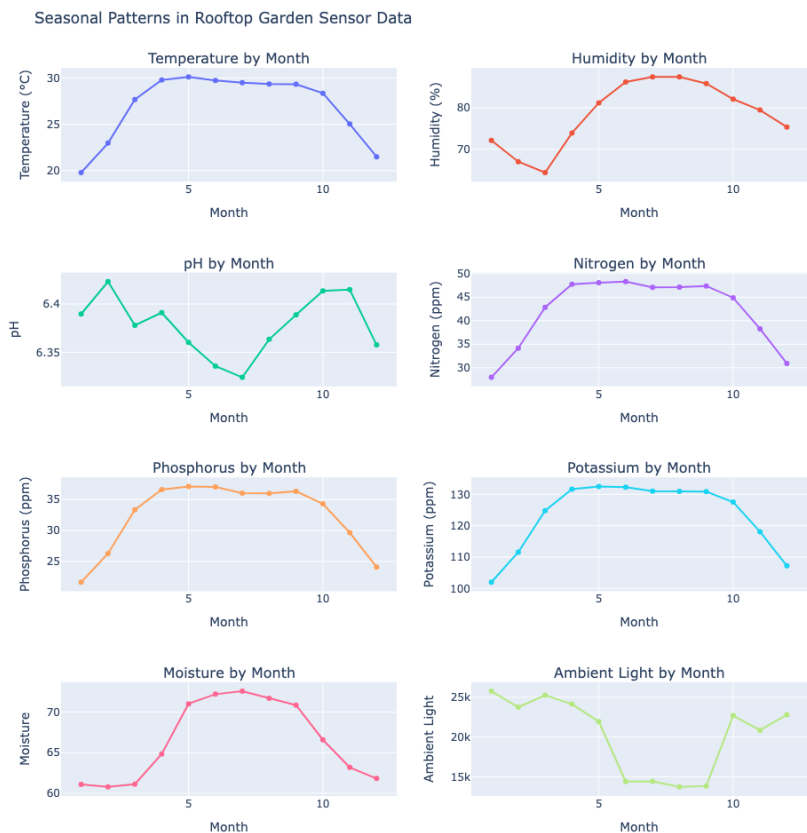 Seasonal Patterns in Rooftop Garden Sensor Data
Temperature by Month
Humidity by Month
30
25
20
Temperature (°C)
5
10
Month
80
70
Humidity (%)
5
10
Month
pH by Month
Nitrogen by Month
6.4
6.35
pH
5
10
Month
50
45
40
35
30
Nitrogen (ppm)
5
10
Month
Phosphorus by Month
Potassium by Month
35
30
25
Phosphorus (ppm)
5
10
Month
130
120
110
100
Potassium (ppm)
5
10
Month
Moisture by Month
Ambient Light by Month
70
65
60
Moisture
5
10
Month
25k
20k
15k
Ambient Light
5
10
Month